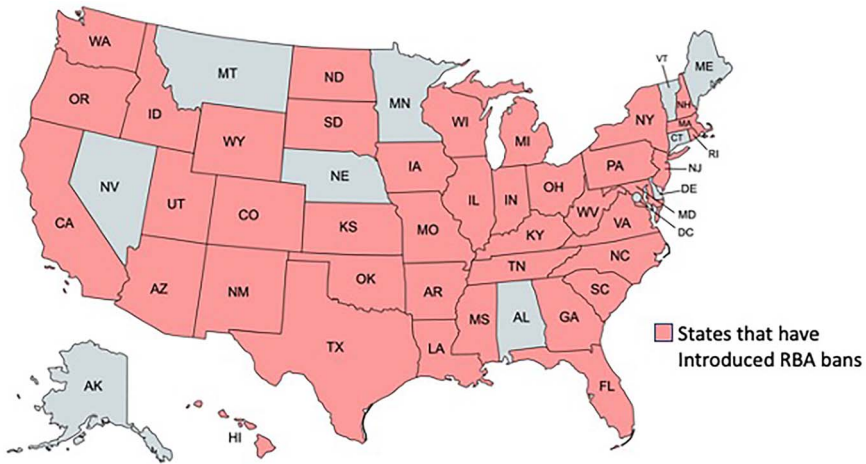 WA
MT
ND
MN
VT
ME
OR
ID
SD
WI
MI
NY
NH
MA
CT
RI
WY
IA
PA
NJ
NV
NE
IL
IN
OH
DE
UT
CO
WV
MD
CA
KS
MO
KY
VA
DC
AZ
NM
OK
AR
TN
NC
SC
TX
LA
MS
AL
GA
States that have
Introduced RBA bans
AK
HI
FL